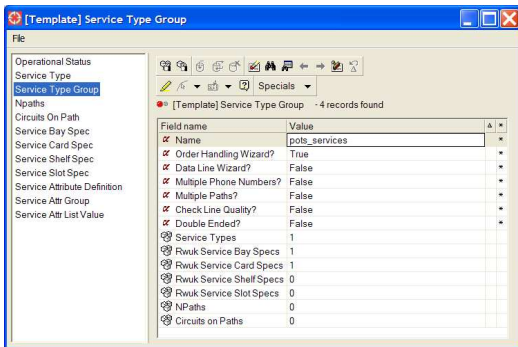 [Template] Service Type Group
File
Operational Status
Service Type
Service Type Group
Npaths
Circuits On Path
Service Bay Spec
Service Card Spec
Service Shelf Spec
Service Slot Spec
Service Attribute Definition
Service Attr Group
Service Attr List Value
Specials
[Template] Service Type Group - 4 records found
Field name Value
Name pots_services *
Order Handling Wizard? True *
Data Line Wizard? False *
Multiple Phone Numbers? False *
Multiple Paths? False *
Check Line Quality? False *
Double Ended? False *
Service Types 1
Rwuk Service Bay Specs 1
Rwuk Service Card Specs 1
Rwuk Service Shelf Specs 0
Rwuk Service Slot Specs 0
NPaths 0
Circuits on Paths 0